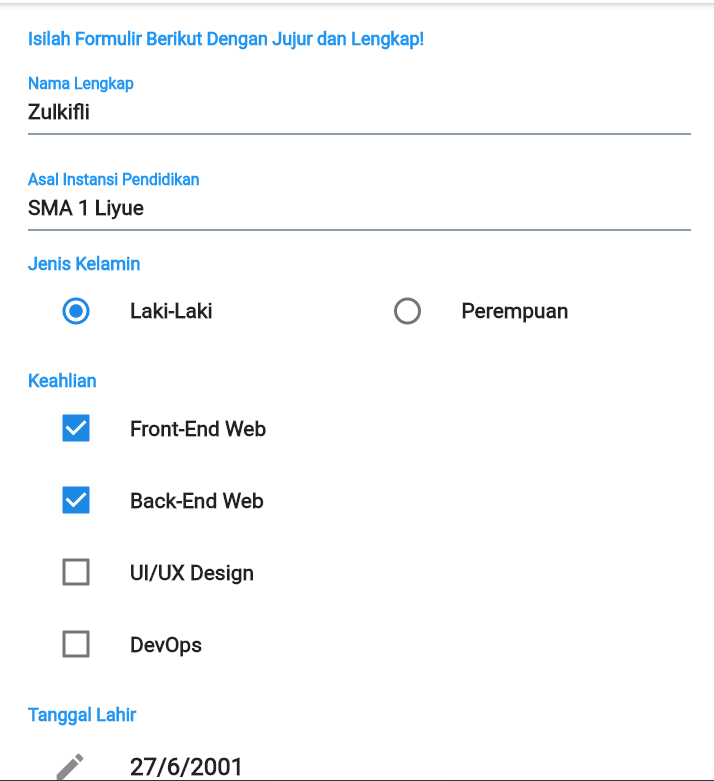 Isilah Formulir Berikut Dengan Jujur dan Lengkap!
Nama Lengkap
Zulkifli
Asal Instansi Pendidikan
SMA 1 Liyue
Jenis Kelamin
Laki-Laki Perempuan
Keahlian
Front-End Web
Back-End Web
UI/UX Design
DevOps
Tanggal Lahir
27/6/2001